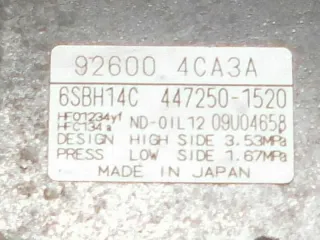 92600 4CA3A
6SBH14C 447250-1520
HFO1234yf
HFC134a ND-OIL12 09U04658
DESIGN HIGH SIDE 3.53MPa
PRESS LOW SIDE 1.67MPa
MADE IN JAPAN